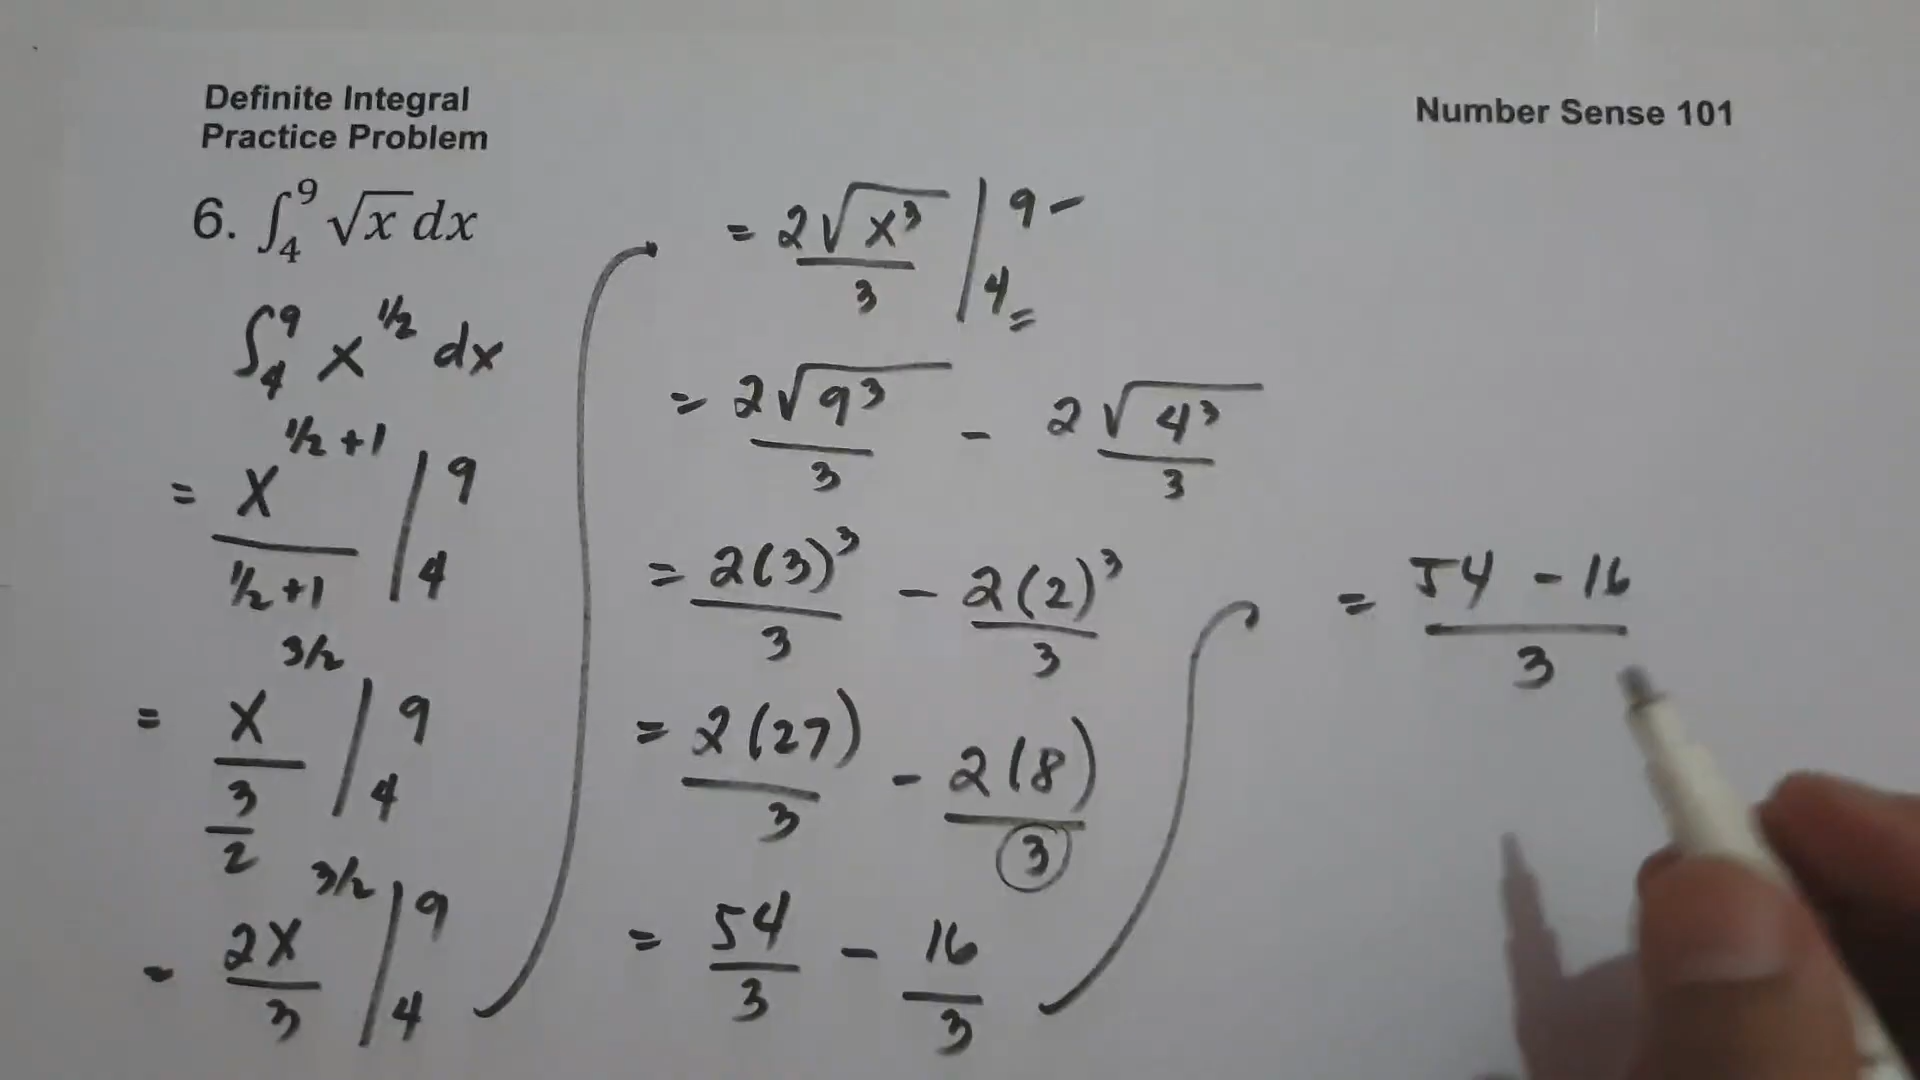 Definite Integral
Practice Problem
Number Sense 101
6. ∫₄⁹ √x dx
∫₄⁹ x^(1/2) dx
= x^(1/2 + 1) / (1/2 + 1) |₄⁹
= x^(3/2) / (3/2) |₄⁹
= 2x^(3/2) / 3 |₄⁹
= 2√(x³) / 3 |₄⁹
= 2√(9³) / 3 - 2√(4³) / 3
= 2(3)³ / 3 - 2(2)³ / 3
= 2(27) / 3 - 2(8) / 3
= 54 / 3 - 16 / 3
= 54 - 16 / 3